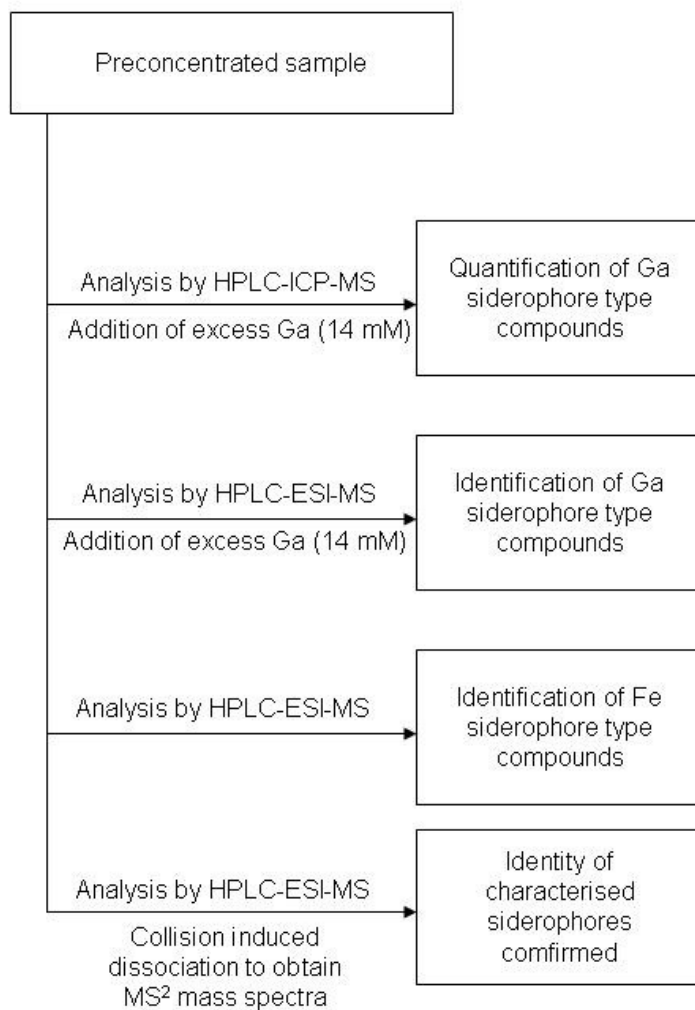 Preconcentrated sample
Analysis by HPLC-ICP-MS
Addition of excess Ga (14 mM)
Quantification of Ga
siderophore type
compounds
Analysis by HPLC-ESI-MS
Addition of excess Ga (14 mM)
Identification of Ga
siderophore type
compounds
Analysis by HPLC-ESI-MS
Identification of Fe
siderophore type
compounds
Analysis by HPLC-ESI-MS
Collision induced
dissociation to obtain
MS² mass spectra
Identity of
characterised
siderophores
comfirmed